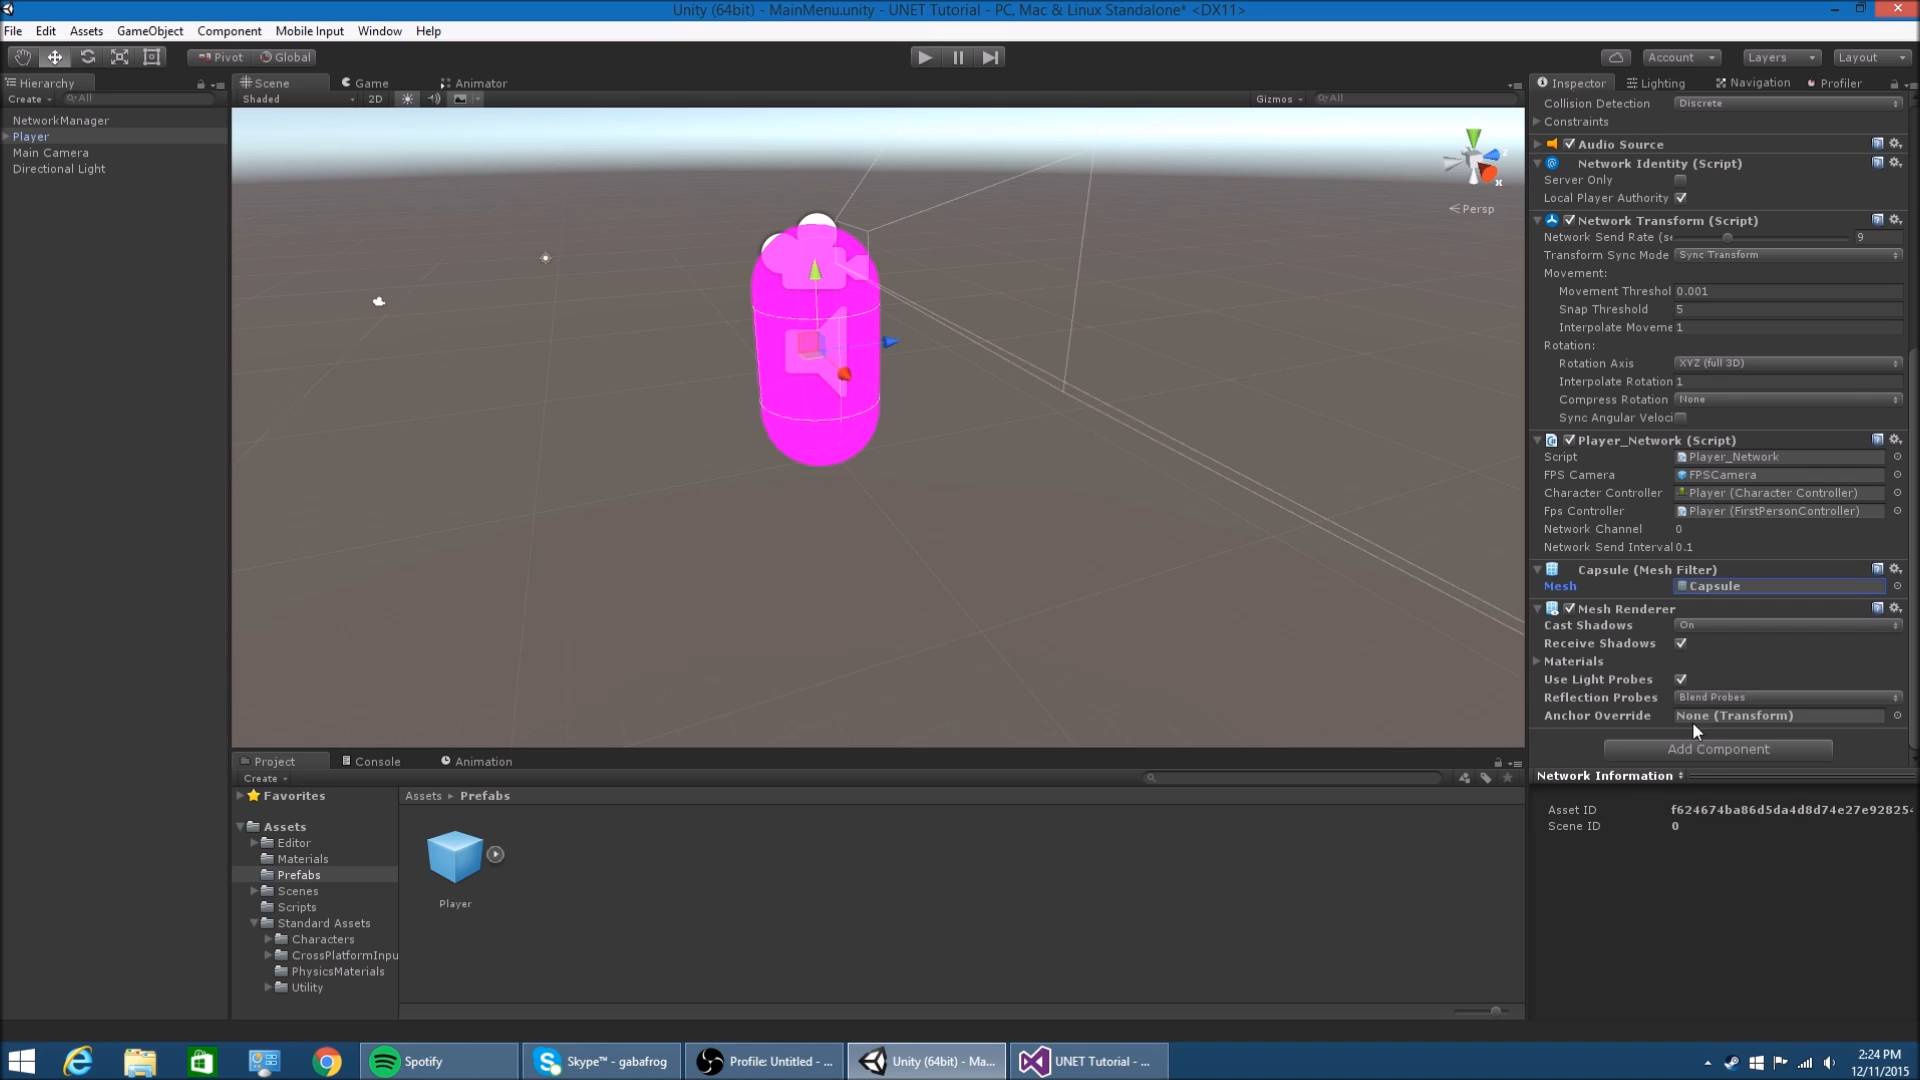 Unity (64bit) - MainMenu.unity - UNET Tutorial - PC, Mac & Linux Standalone* <DX11>
File Edit Assets GameObject Component Mobile Input Window Help
Pivot Global Account Layers Layout
Hierarchy Scene Game Animator Inspector Lighting Navigation Profiler
Create All Shaded 2D Gizmos All
NetworkManager
Player
Main Camera
Directional Light
x
Persp
Collision Detection Discrete
Constraints
Audio Source
Network Identity (Script)
Server Only
Local Player Authority
Network Transform (Script)
Network Send Rate (se 9
Transform Sync Mode Sync Transform
Movement:
Movement Threshol 0.001
Snap Threshold 5
Interpolate Moveme 1
Rotation:
Rotation Axis XYZ (full 3D)
Interpolate Rotation 1
Compress Rotation None
Sync Angular Veloci
Player_Network (Script)
Script Player_Network
FPS Camera FPSCamera
Character Controller Player (Character Controller)
Fps Controller Player (FirstPersonController)
Network Channel 0
Network Send Interval 0.1
Capsule (Mesh Filter)
Mesh Capsule
Mesh Renderer
Cast Shadows On
Receive Shadows
Materials
Use Light Probes
Reflection Probes Blend Probes
Anchor Override None (Transform)
Add Component
Network Information
Asset ID f624674ba86d5da4d8d74e27e928254
Scene ID 0
Project Console Animation
Create
Favorites
Assets
Editor
Materials
Prefabs
Scenes
Scripts
Standard Assets
Characters
CrossPlatformInpu
PhysicsMaterials
Utility
Assets Prefabs
Player
Spotify
Skype™ - gabafrog
Profile: Untitled - ...
Unity (64bit) - Ma...
UNET Tutorial - ...
2:24 PM
12/11/2015